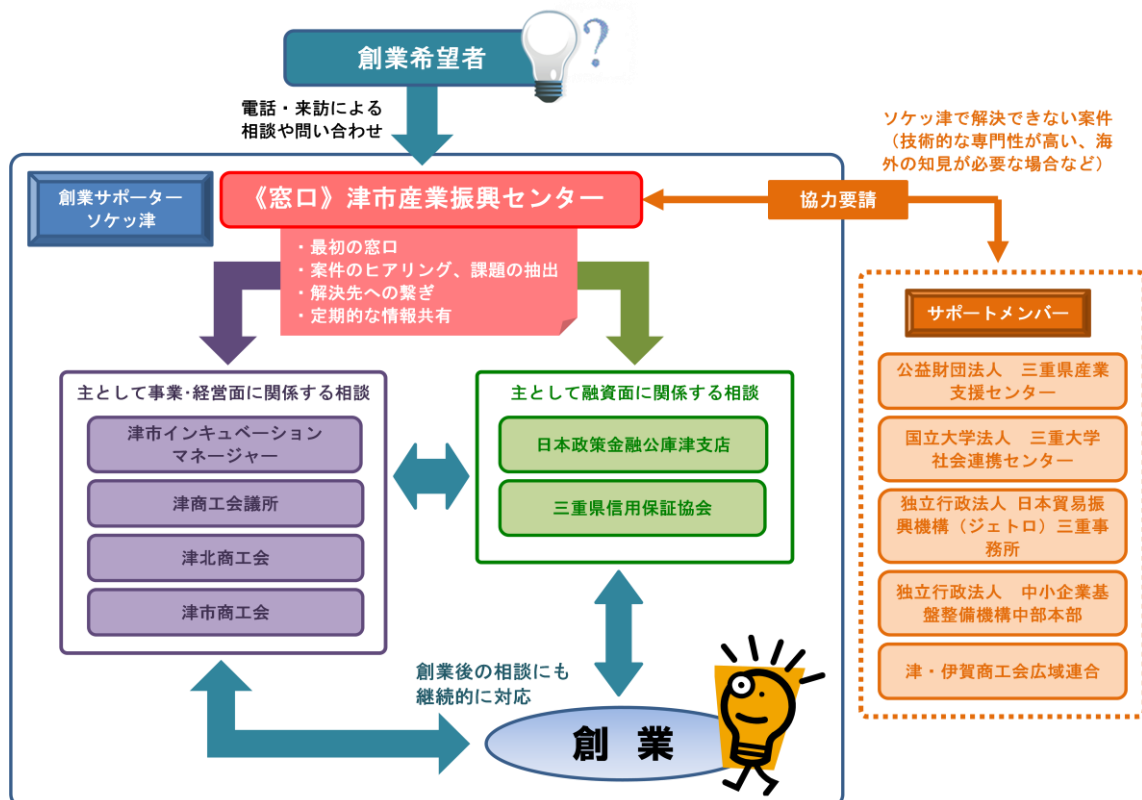 創業希望者
?
電話・来訪による
相談や問い合わせ
ソケッ津で解決できない案件
(技術的な専門性が高い、海
外の知見が必要な場合など)
創業サポーター
ソケッ津
《窓口》津市産業振興センター
協力要請
・最初の窓口
・案件のヒアリング、課題の抽出
・解決先への繋ぎ
・定期的な情報共有
主として事業・経営面に関係する相談
津市インキュベーション
マネージャー
津商工会議所
津北商工会
津市商工会
主として融資面に関係する相談
日本政策金融公庫津支店
三重県信用保証協会
サポートメンバー
公益財団法人 三重県産業
支援センター
国立大学法人 三重大学
社会連携センター
独立行政法人 日本貿易振
興機構(ジェトロ)三重事
務所
独立行政法人 中小企業基
盤整備機構中部本部
津・伊賀商工会広域連合
創業後の相談にも
継続的に対応
創 業